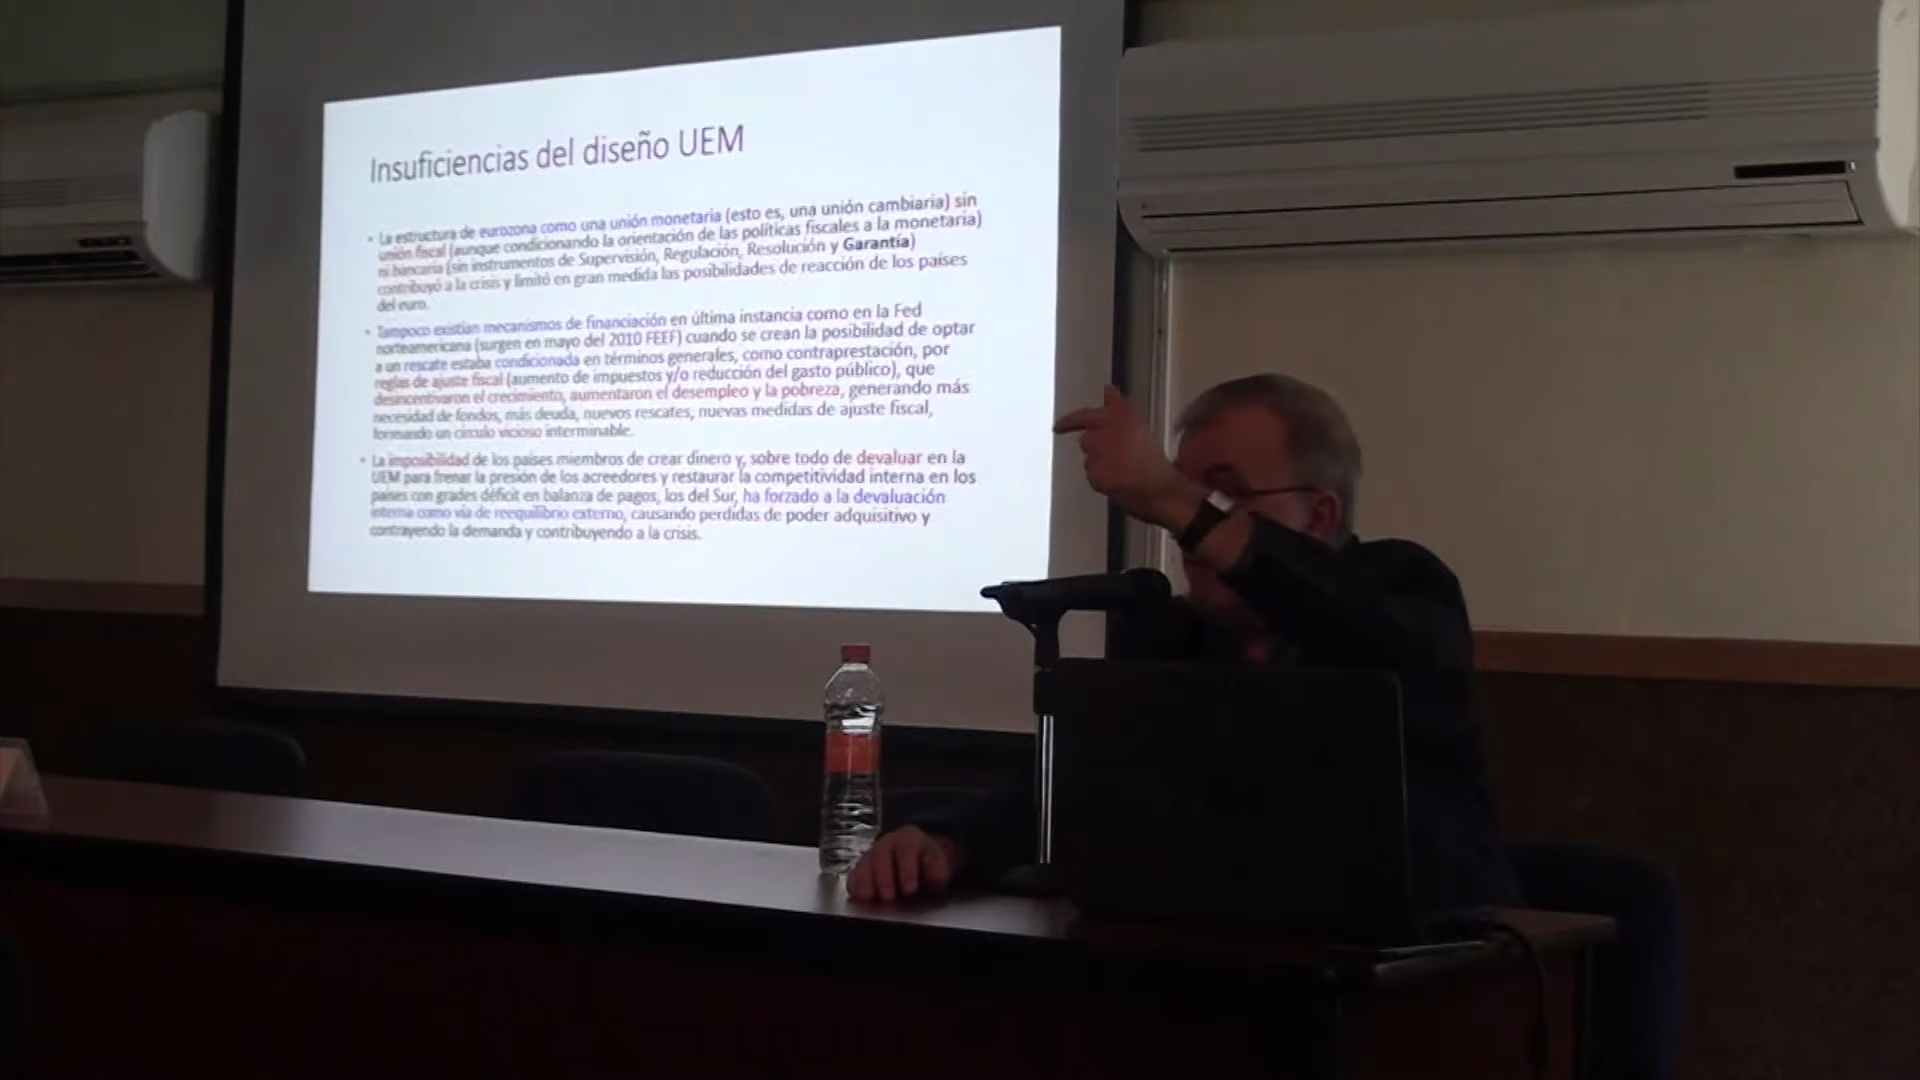 Insuficiencias del diseño UEM
• La estructura de eurozona como una unión monetaria (esto es, una unión cambiaria) sin
unión fiscal (aunque condicionando la orientación de las políticas fiscales a la monetaria)
ni bancaria (sin instrumentos de Supervisión, Regulación, Resolución y Garantía)
contribuyó a la crisis y limitó en gran medida las posibilidades de reacción de los países
del euro.
• Tampoco existían mecanismos de financiación en última instancia como en la Fed
norteamericana (surgen en mayo del 2010 FEEF) cuando se crean la posibilidad de optar
a un rescate estaba condicionada en términos generales, como contraprestación, por
reglas de ajuste fiscal (aumento de impuestos y/o reducción del gasto público), que
desincentivaron el crecimiento, aumentaron el desempleo y la pobreza, generando más
necesidad de fondos, más deuda, nuevos rescates, nuevas medidas de ajuste fiscal,
formando un círculo vicioso interminable.
• La imposibilidad de los países miembros de crear dinero y, sobre todo de devaluar en la
UEM para frenar la presión de los acreedores y restaurar la competitividad interna en los
países con grades déficit en balanza de pagos, los del Sur, ha forzado a la devaluación
interna como vía de reequilibrio externo, causando perdidas de poder adquisitivo y
contrayendo la demanda y contribuyendo a la crisis.